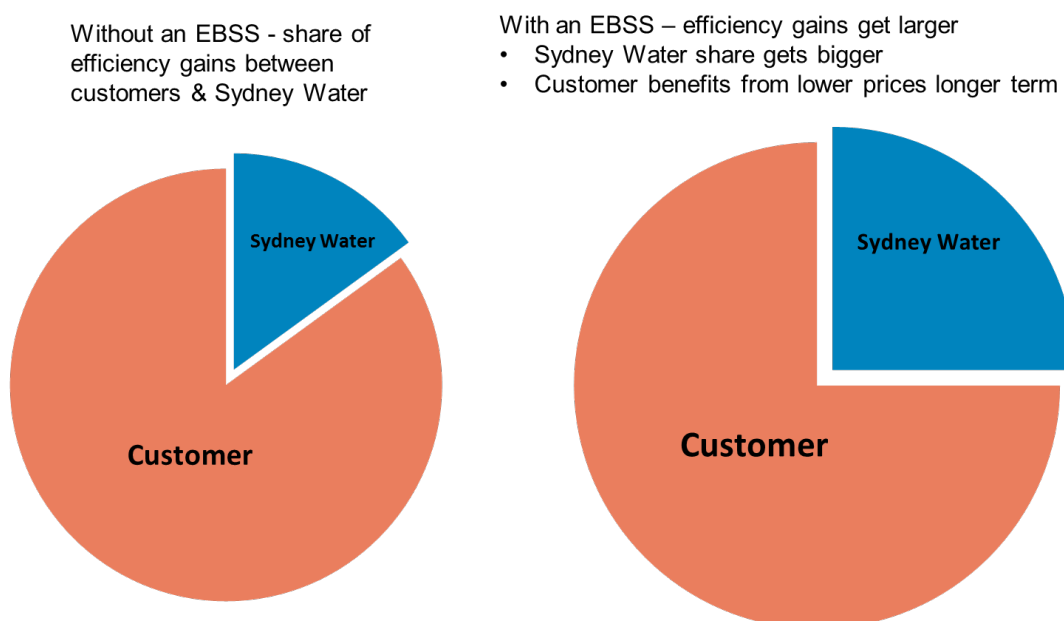 Without an EBSS - share of
efficiency gains between
customers & Sydney Water
With an EBSS – efficiency gains get larger
• Sydney Water share gets bigger
• Customer benefits from lower prices longer term
Sydney Water
Customer
Sydney Water
Customer